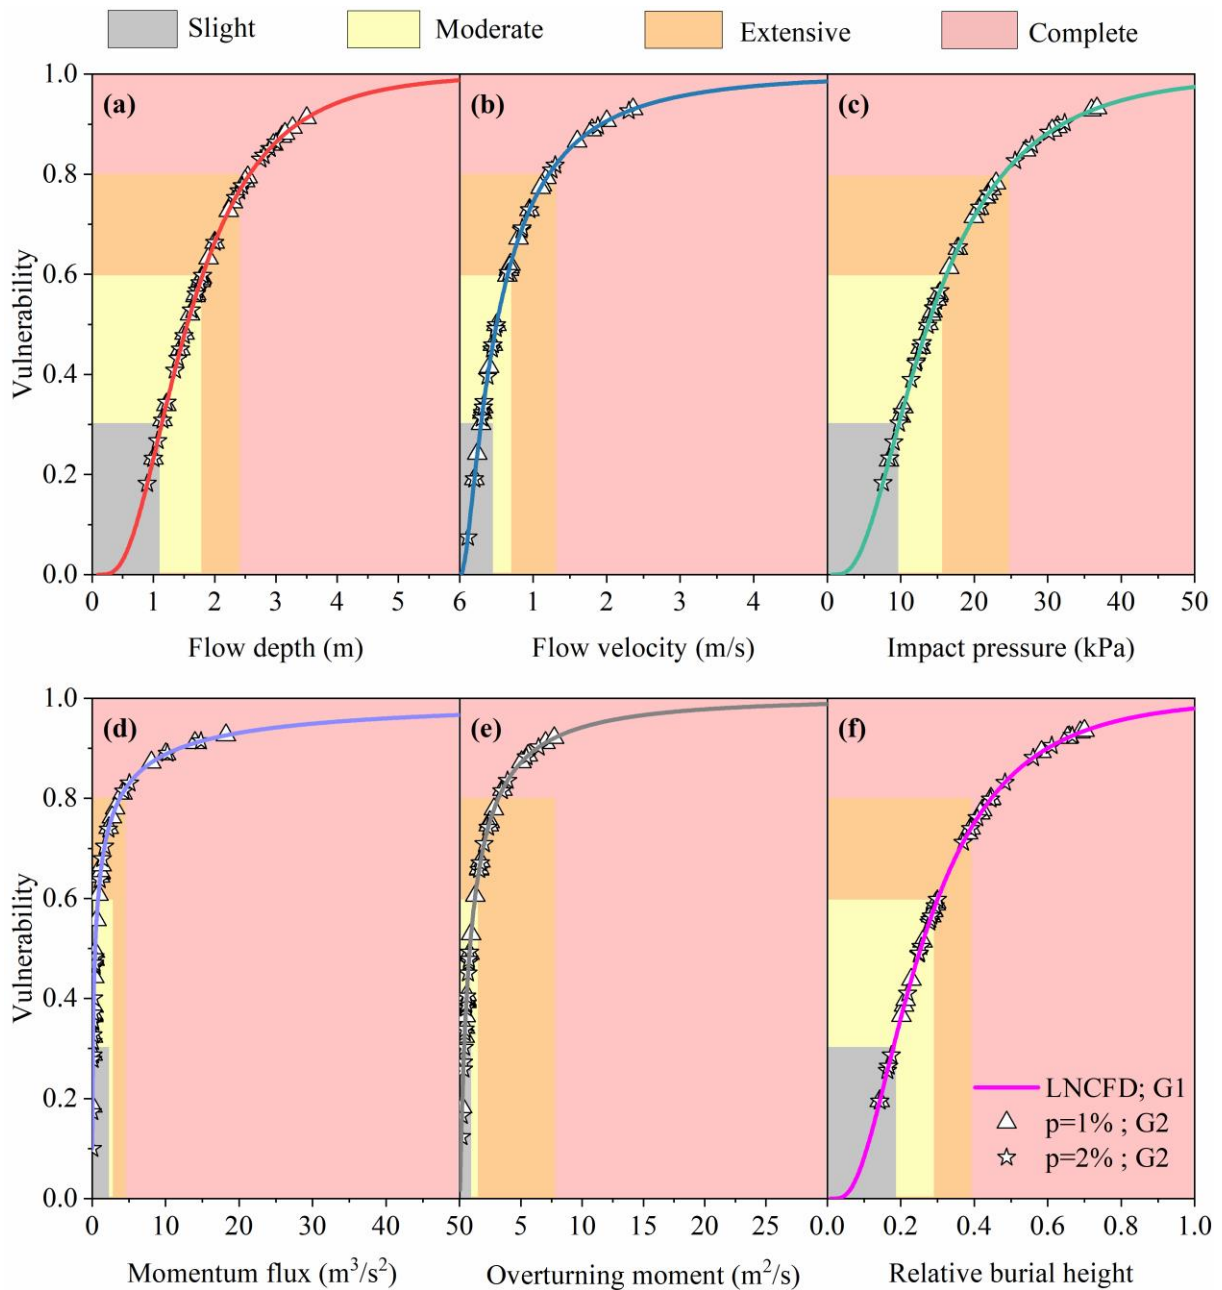 Slight Moderate Extensive Complete
Vulnerability
1.0
0.8
0.6
0.4
0.2
0.0
(a)
(b)
(c)
0 1 2 3 4 5 6 1 2 3 4 0 10 20 30 40 50
Flow depth (m) Flow velocity (m/s) Impact pressure (kPa)
Vulnerability
1.0
0.8
0.6
0.4
0.2
0.0
(d)
(e)
(f)
LNCFD; G1
p=1% ; G2
p=2% ; G2
0 10 20 30 40 50 5 10 15 20 25 0.0 0.2 0.4 0.6 0.8 1.0
Momentum flux (m³/s²) Overturning moment (m²/s) Relative burial height